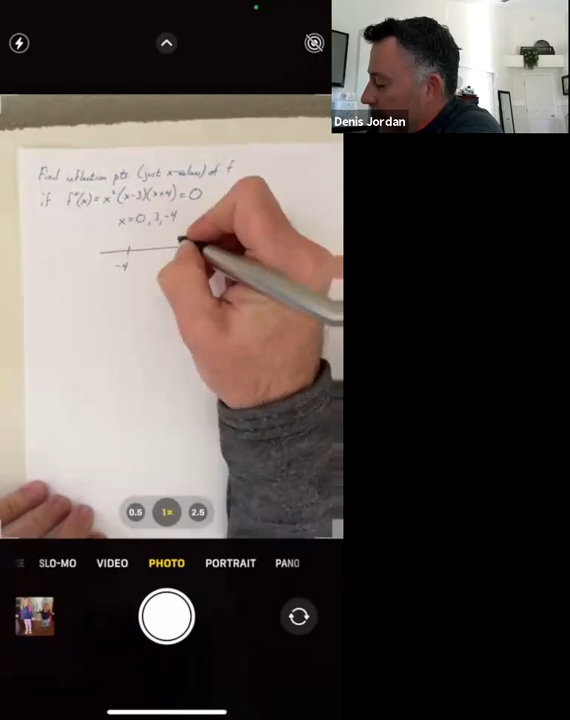 Denis Jordan
Find inflection pts (just x-values) of f
if f"(x) = x²(x-3)(x+4) = 0
x = 0, 3, -4
-4
0.5 1× 2.5
SLO-MO VIDEO PHOTO PORTRAIT PANO